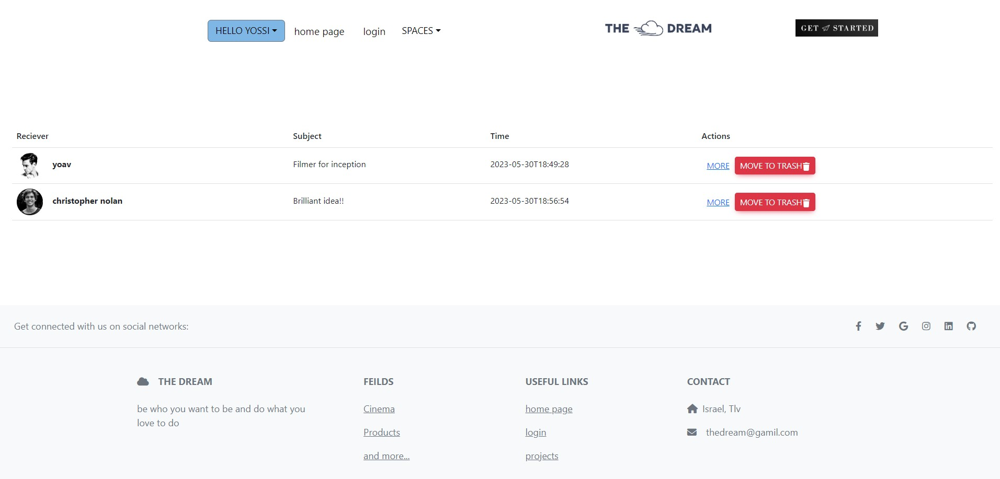 HELLO YOSSI home page login SPACES THE DREAM GET STARTED
Reciever Subject Time Actions
yoav Filmer for inception 2023-05-30T18:49:28 MORE MOVE TO TRASH
christopher nolan Brilliant idea!! 2023-05-30T18:56:54 MORE MOVE TO TRASH
Get connected with us on social networks:
THE DREAM
be who you want to be and do what you
love to do
FEILDS
Cinema
Products
and more...
USEFUL LINKS
home page
login
projects
CONTACT
Israel, Tlv
thedream@gamil.com